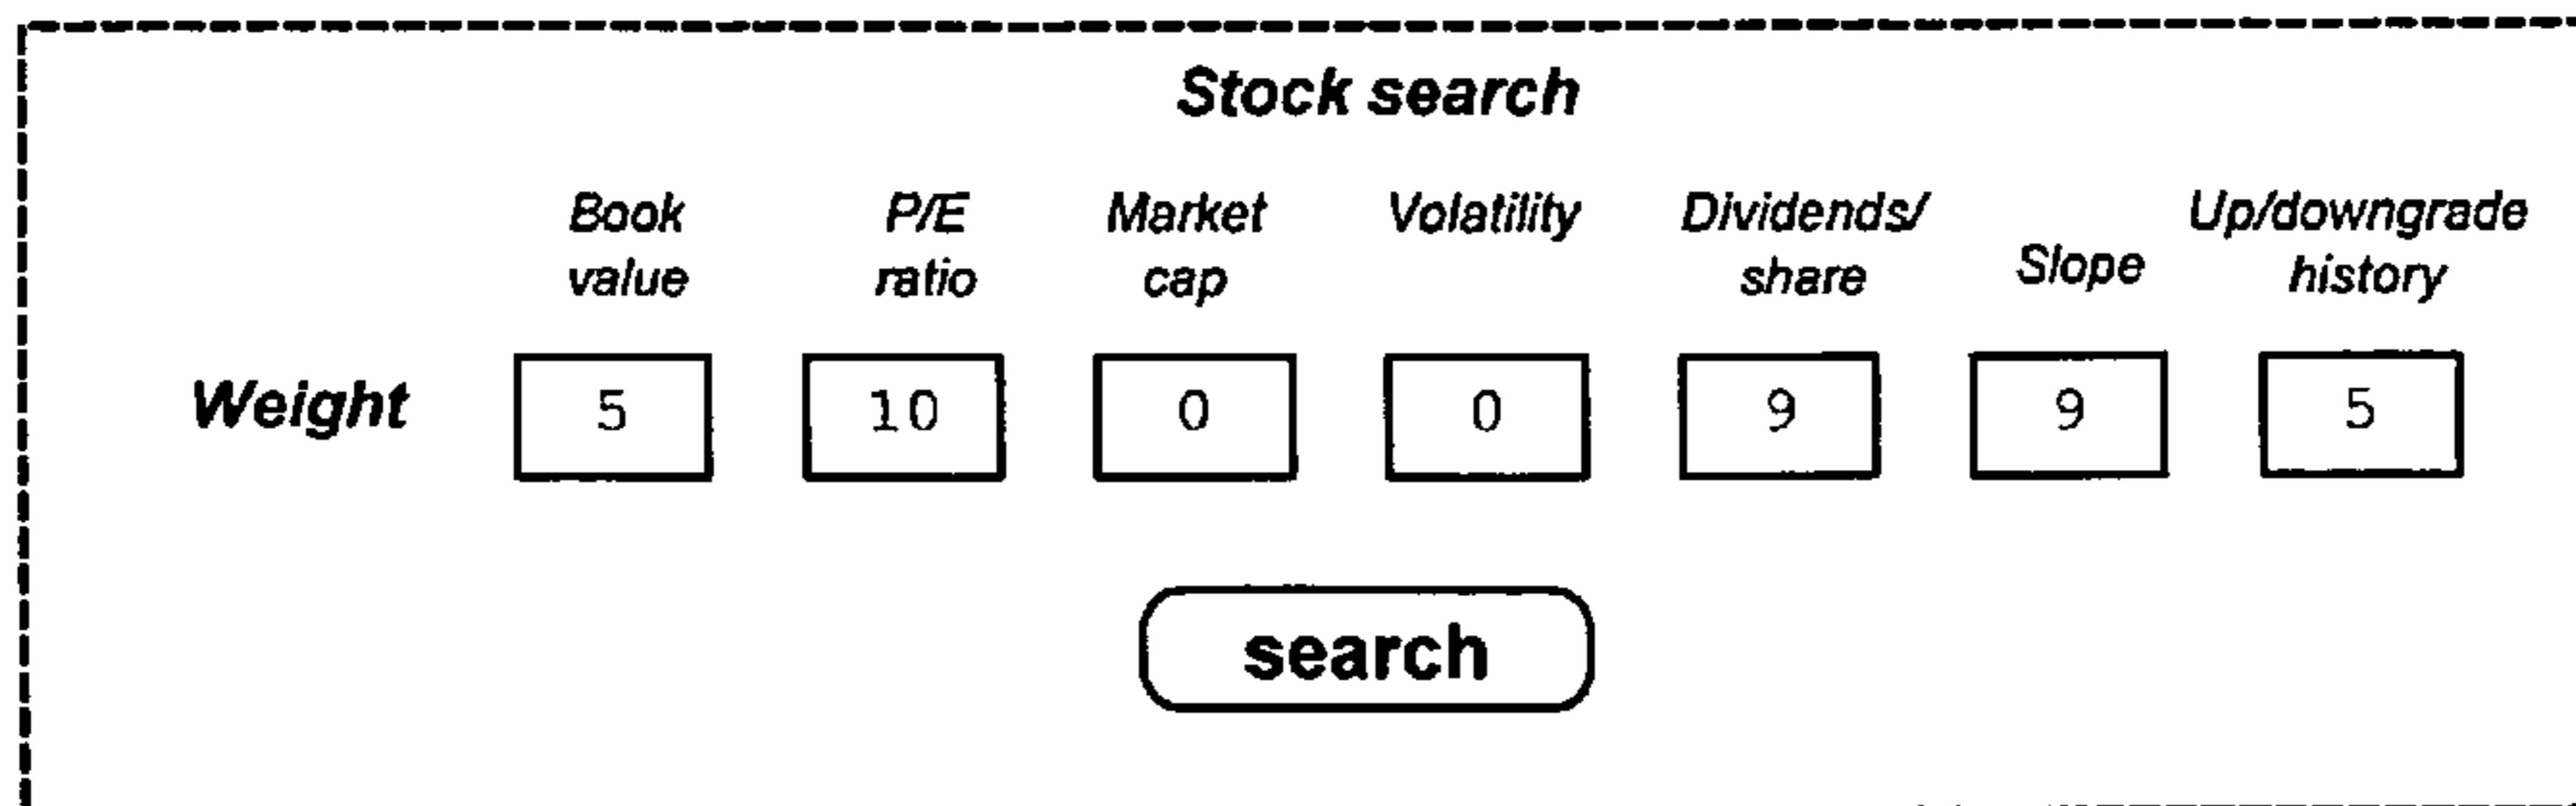 Stock search
Book value
P/E ratio
Market cap
Volatility
Dividends/ share
Slope
Up/downgrade history
Weight 5 10 0 0 9 9 5
search